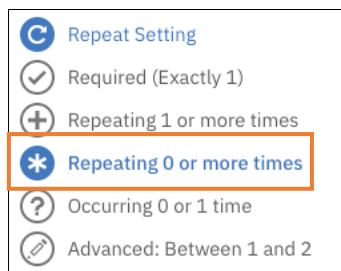 Repeat Setting
Required (Exactly 1)
Repeating 1 or more times
Repeating 0 or more times
Occurring 0 or 1 time
Advanced: Between 1 and 2